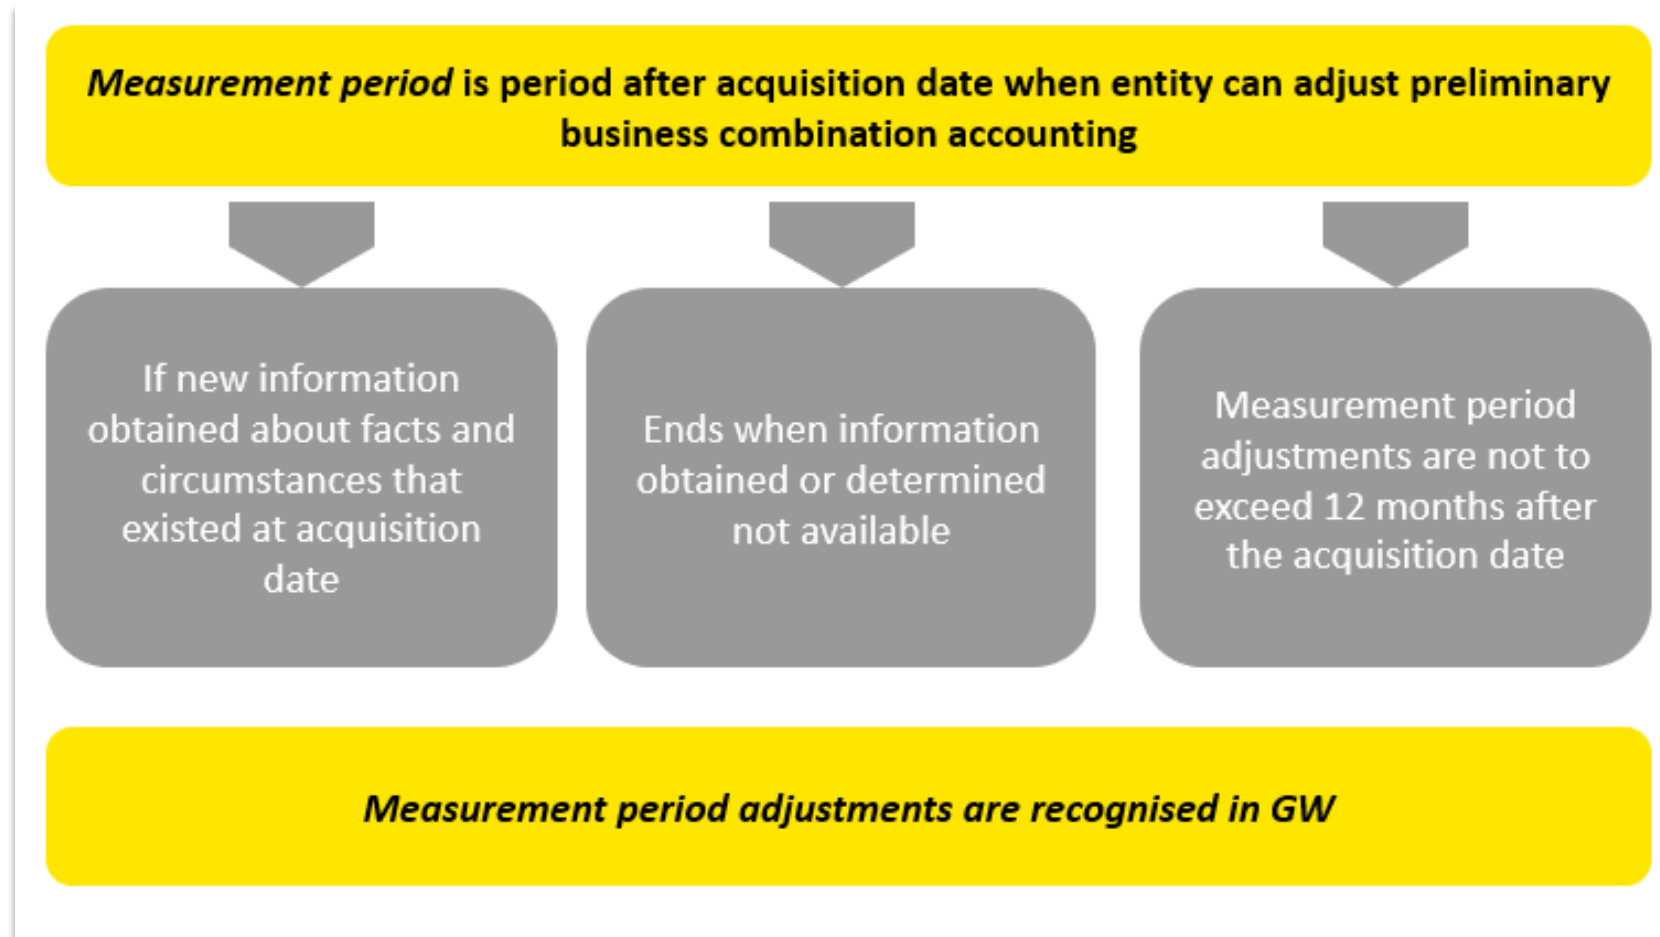 Measurement period is period after acquisition date when entity can adjust preliminary
business combination accounting
If new information
obtained about facts and
circumstances that
existed at acquisition
date
Ends when information
obtained or determined
not available
Measurement period
adjustments are not to
exceed 12 months after
the acquisition date
Measurement period adjustments are recognised in GW